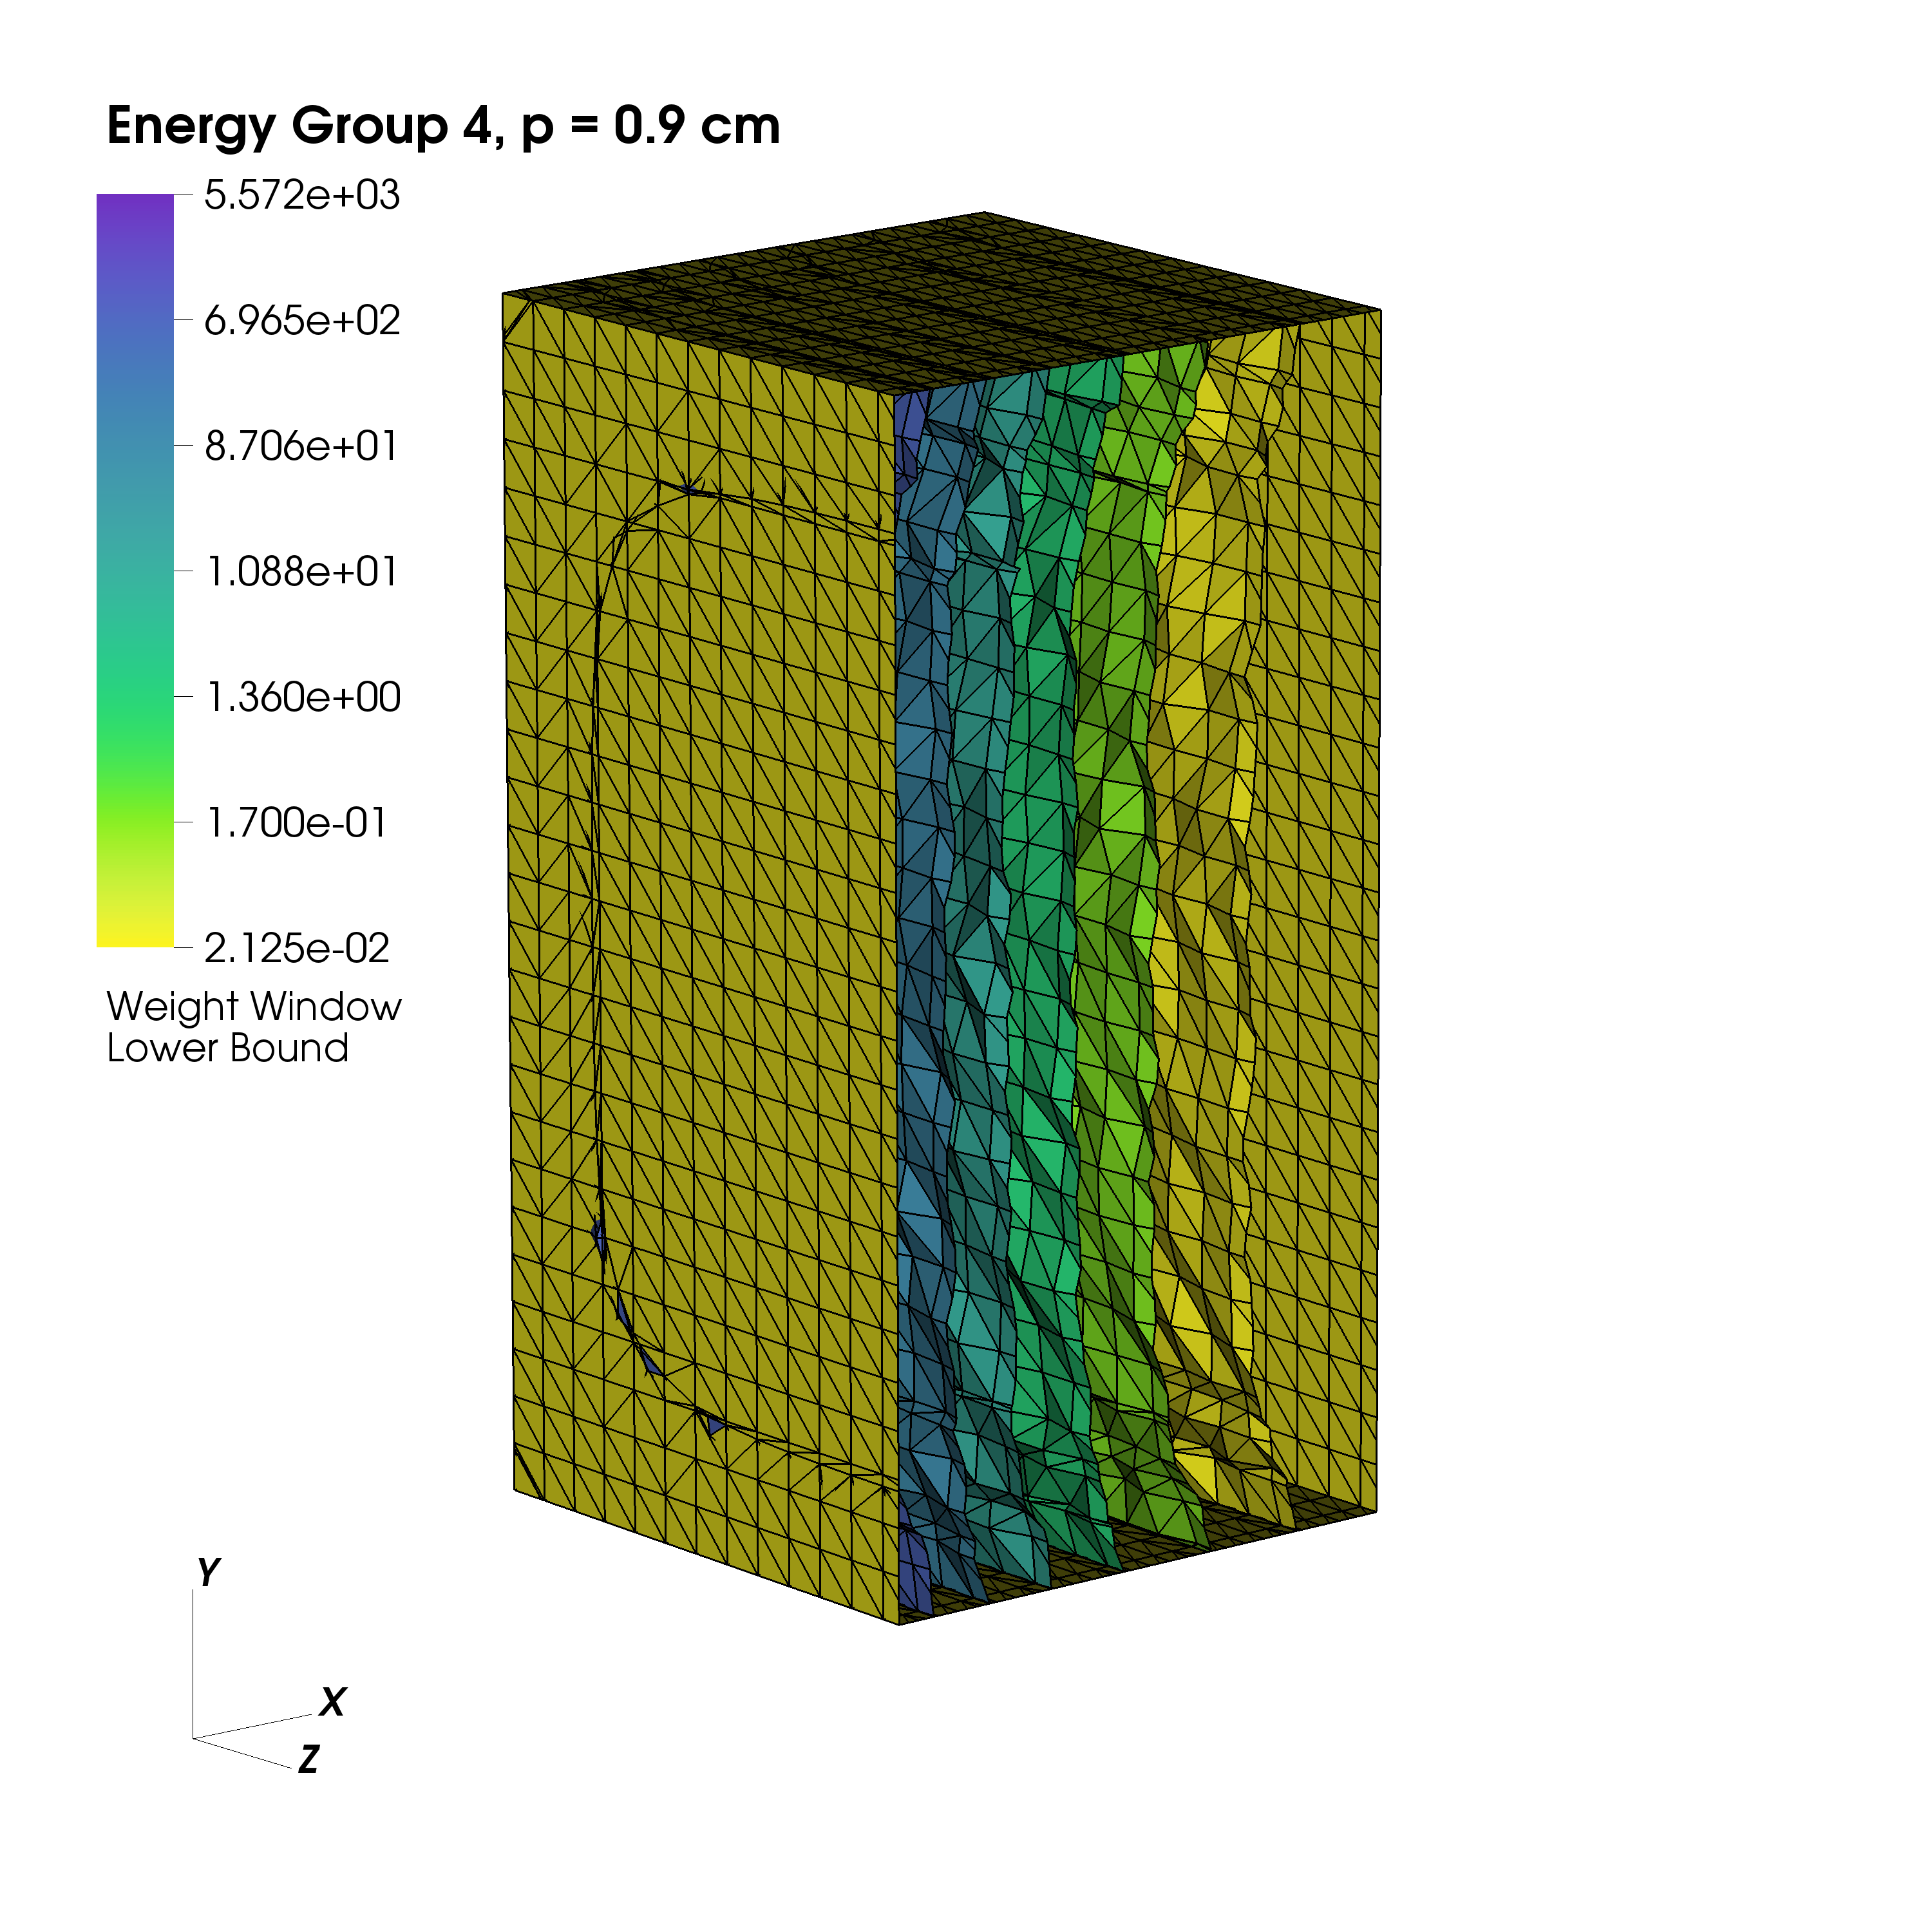 Energy Group 4, p = 0.9 cm
5.572e+03
6.965e+02
8.706e+01
1.088e+01
1.360e+00
1.700e-01
2.125e-02
Weight Window
Lower Bound
Y
X
Z